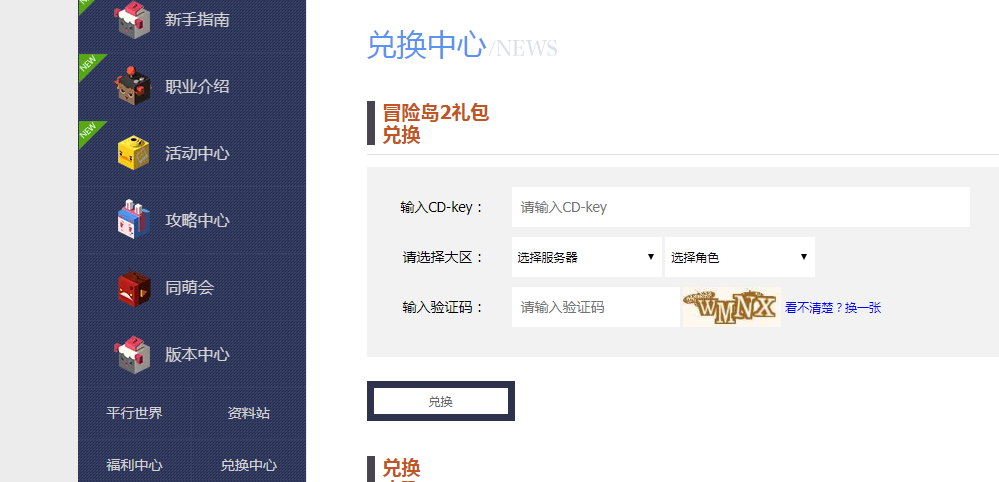 NEW
新手指南
NEW
职业介绍
NEW
活动中心
攻略中心
同萌会
版本中心
平行世界
资料站
福利中心
兑换中心
兑换中心/NEWS
冒险岛2礼包
兑换
输入CD-key：
请输入CD-key
请选择大区：
选择服务器
选择角色
输入验证码：
请输入验证码
WMNX
看不清楚？换一张
兑换
兑换